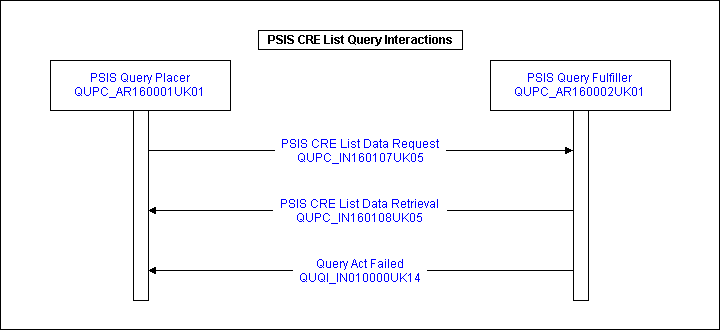 PSIS CRE List Query Interactions
PSIS Query Placer
QUPC_AR160001UK01
PSIS Query Fulfiller
QUPC_AR160002UK01
PSIS CRE List Data Request
QUPC_IN160107UK05
PSIS CRE List Data Retrieval
QUPC_IN160108UK05
Query Act Failed
QUQI_IN010000UK14